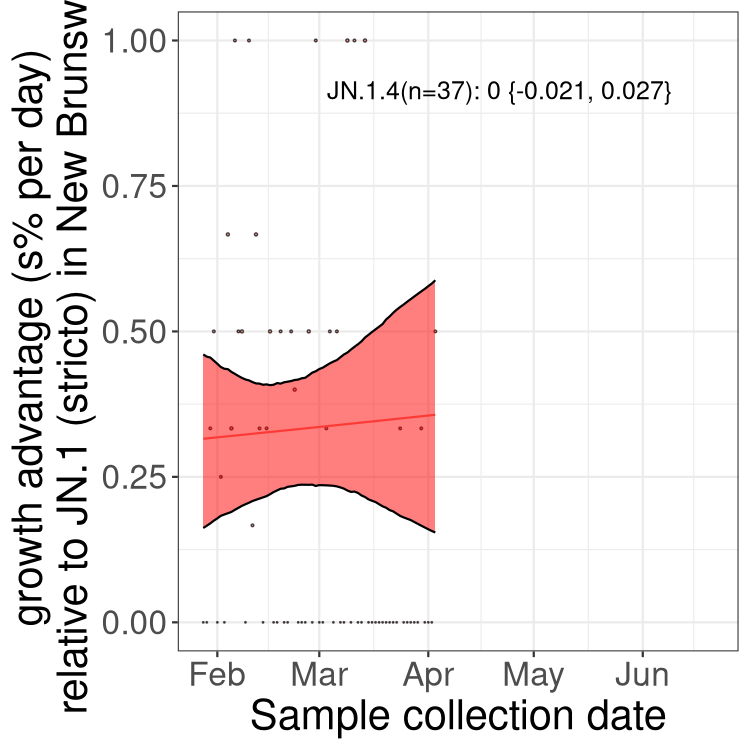 growth advantage (s% per day)
relative to JN.1 (stricto) in New Brunsw
1.00
0.75
0.50
0.25
0.00
JN.1.4(n=37): 0 {-0.021, 0.027}
Feb Mar Apr May Jun
Sample collection date